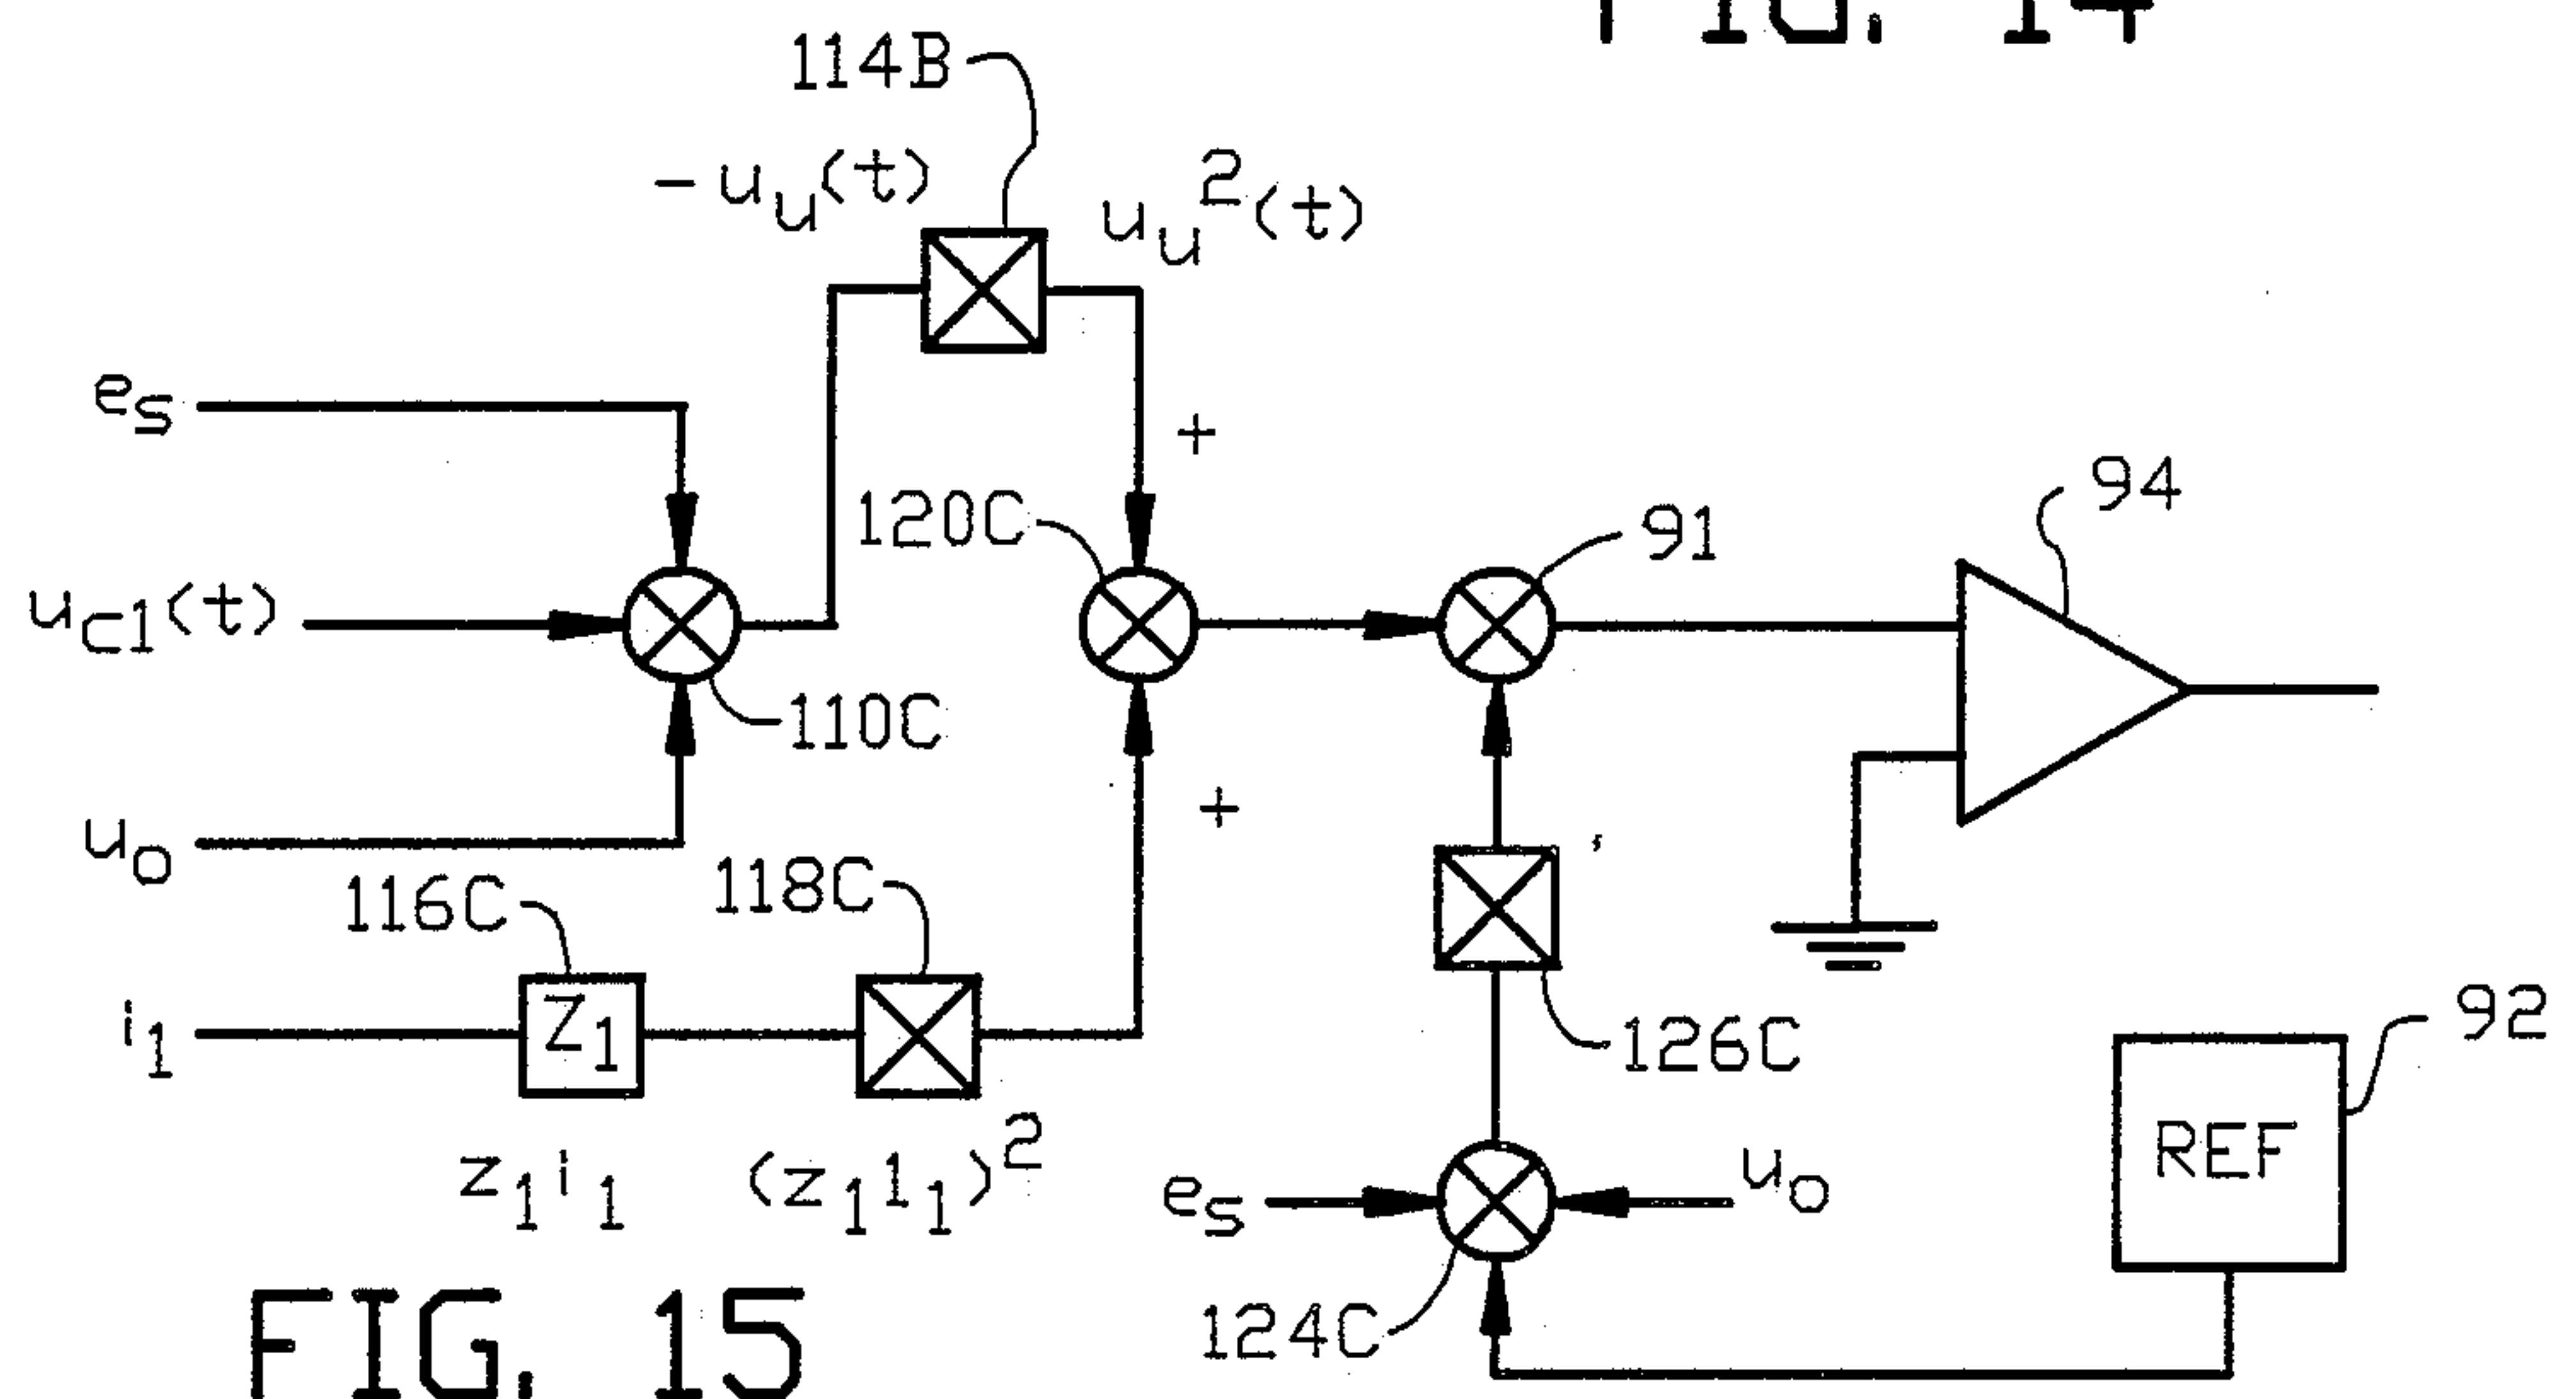 FIG. 14
114B
-u_u(t)
u_u^2(t)
e_s
+
120C
91
94
u_C1(t)
110C
u_o
+
116C
118C
i_1
Z_1
126C
92
z_1 i_1
(z_1 1_1)^2
REF
e_s
u_o
124C
FIG. 15